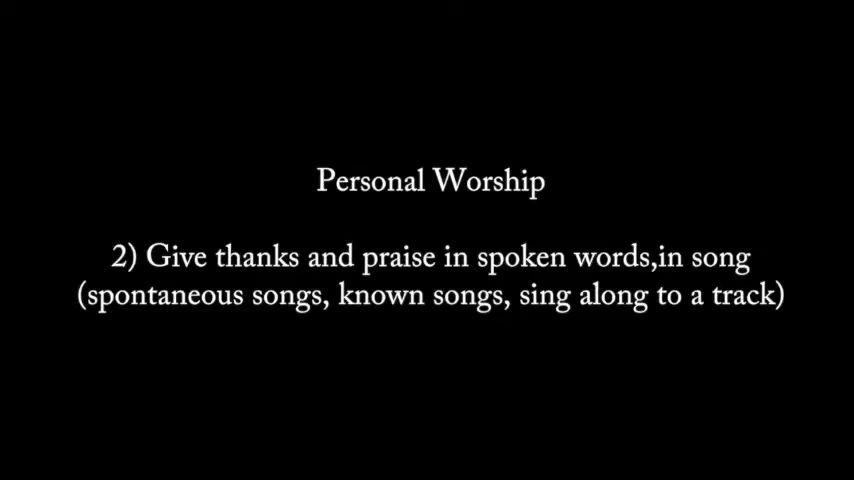 Personal Worship
2) Give thanks and praise in spoken words,in song
(spontaneous songs, known songs, sing along to a track)